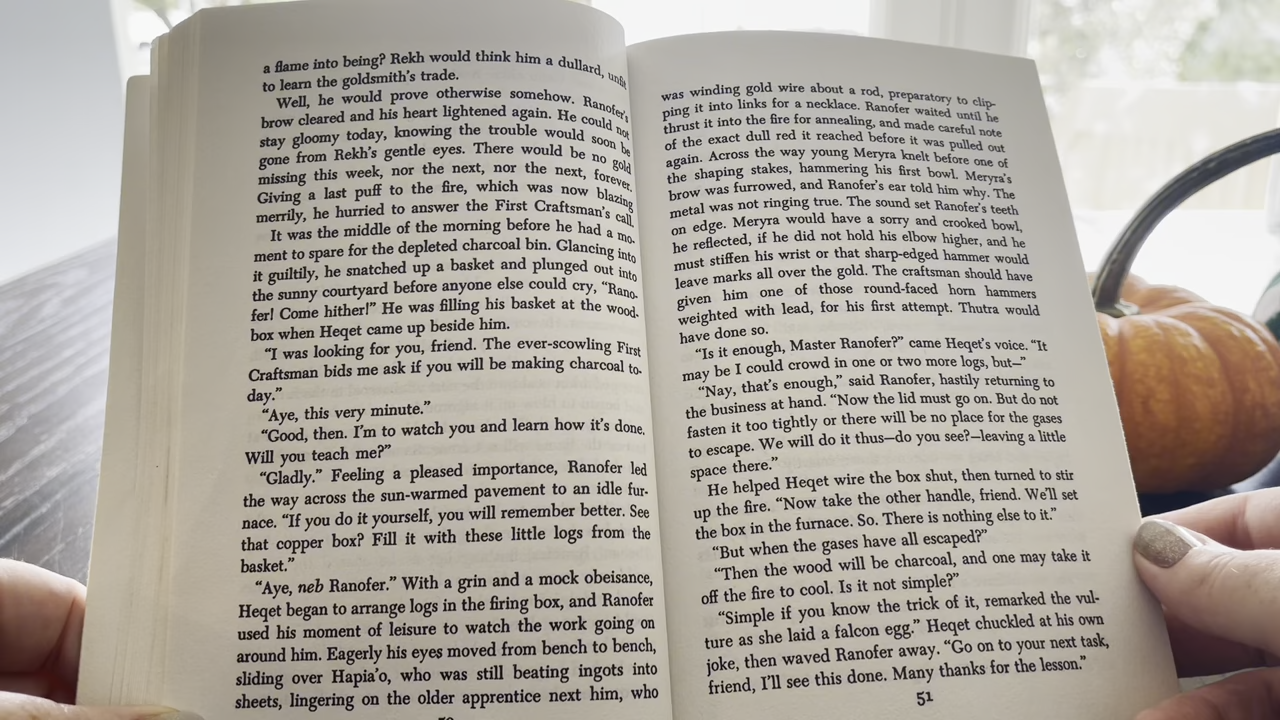 a flame into being? Rekh would think him a dullard, unfit
to learn the goldsmith's trade.
Well, he would prove otherwise somehow. Ranofer's
brow cleared and his heart lightened again. He could not
stay gloomy today, knowing the trouble would soon be
gone from Rekh's gentle eyes. There would be no gold
missing this week, nor the next, nor the next, forever.
Giving a last puff to the fire, which was now blazing
merrily, he hurried to answer the First Craftsman's call.
It was the middle of the morning before he had a mo-
ment to spare for the depleted charcoal bin. Glancing into
it guiltily, he snatched up a basket and plunged out into
the sunny courtyard before anyone else could cry, “Rano-
fer! Come hither!” He was filling his basket at the wood-
box when Heqet came up beside him.
“I was looking for you, friend. The ever-scowling First
Craftsman bids me ask if you will be making charcoal to-
day.”
“Aye, this very minute.”
“Good, then. I'm to watch you and learn how it's done.
Will you teach me?”
“Gladly.” Feeling a pleased importance, Ranofer led
the way across the sun-warmed pavement to an idle fur-
nace. “If you do it yourself, you will remember better. See
that copper box? Fill it with these little logs from the
basket.”
“Aye, neb Ranofer.” With a grin and a mock obeisance,
Heqet began to arrange logs in the firing box, and Ranofer
used his moment of leisure to watch the work going on
around him. Eagerly his eyes moved from bench to bench,
sliding over Hapia'o, who was still beating ingots into
sheets, lingering on the older apprentice next him, who
was winding gold wire about a rod, preparatory to clip-
ping it into links for a necklace. Ranofer waited until he
thrust it into the fire for annealing, and made careful note
of the exact dull red it reached before it was pulled out
again. Across the way young Meryra knelt before one of
the shaping stakes, hammering his first bowl. Meryra's
brow was furrowed, and Ranofer's ear told him why. The
metal was not ringing true. The sound set Ranofer's teeth
on edge. Meryra would have a sorry and crooked bowl,
he reflected, if he did not hold his elbow higher, and he
must stiffen his wrist or that sharp-edged hammer would
leave marks all over the gold. The craftsman should have
given him one of those round-faced horn hammers
weighted with lead, for his first attempt. Thutra would
have done so.
“Is it enough, Master Ranofer?” came Heqet's voice. “It
may be I could crowd in one or two more logs, but—”
“Nay, that's enough,” said Ranofer, hastily returning to
the business at hand. “Now the lid must go on. But do not
fasten it too tightly or there will be no place for the gases
to escape. We will do it thus—do you see?—leaving a little
space there.”
He helped Heqet wire the box shut, then turned to stir
up the fire. “Now take the other handle, friend. We'll set
the box in the furnace. So. There is nothing else to it.”
“But when the gases have all escaped?”
“Then the wood will be charcoal, and one may take it
off the fire to cool. Is it not simple?”
“Simple if you know the trick of it, remarked the vul-
ture as she laid a falcon egg.” Heqet chuckled at his own
joke, then waved Ranofer away. “Go on to your next task,
friend, I'll see this done. Many thanks for the lesson.”
51